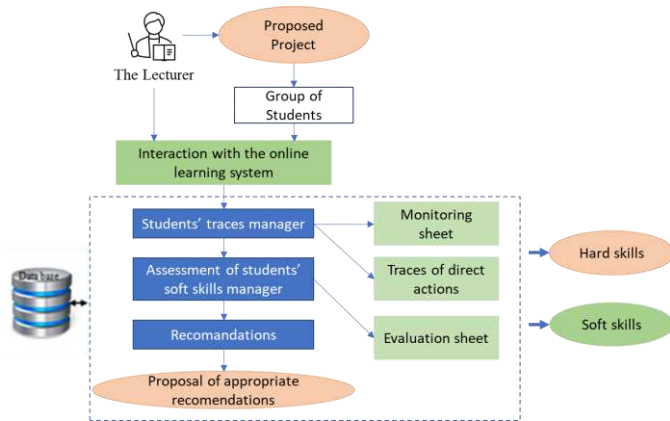 Proposed
Project
The Lecturer
Group of
Students
Interaction with the online
learning system
Students' traces manager
Monitoring
sheet
Assessment of students'
soft skills manager
Traces of direct
actions
Hard skills
Data base
Recomandations
Evaluation sheet
Soft skills
Proposal of appropriate
recomendations